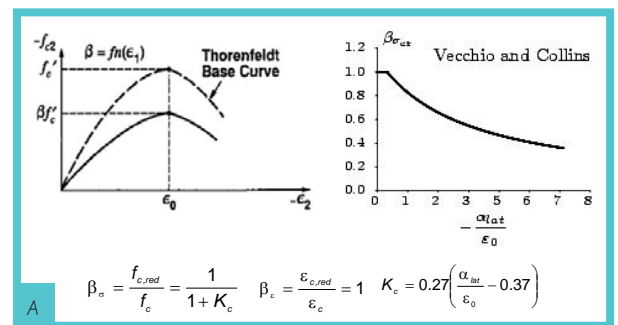 -f_c2
β = fn(ϵ_1)
Thorenfeldt
Base Curve
f_c'
βf_c'
ϵ_0
-ϵ_2
β_σ_lat
Vecchio and Collins
1.2
1.0
0.8
0.6
0.4
0.2
0.0
0 1 2 3 4 5 6 7 8
- α_lat / ε_0
β_σ = f_c,red / f_c = 1 / (1 + K_c)
β_ε = ε_c,red / ε_c = 1
K_c = 0.27(α_lat / ε_0 - 0.37)
A